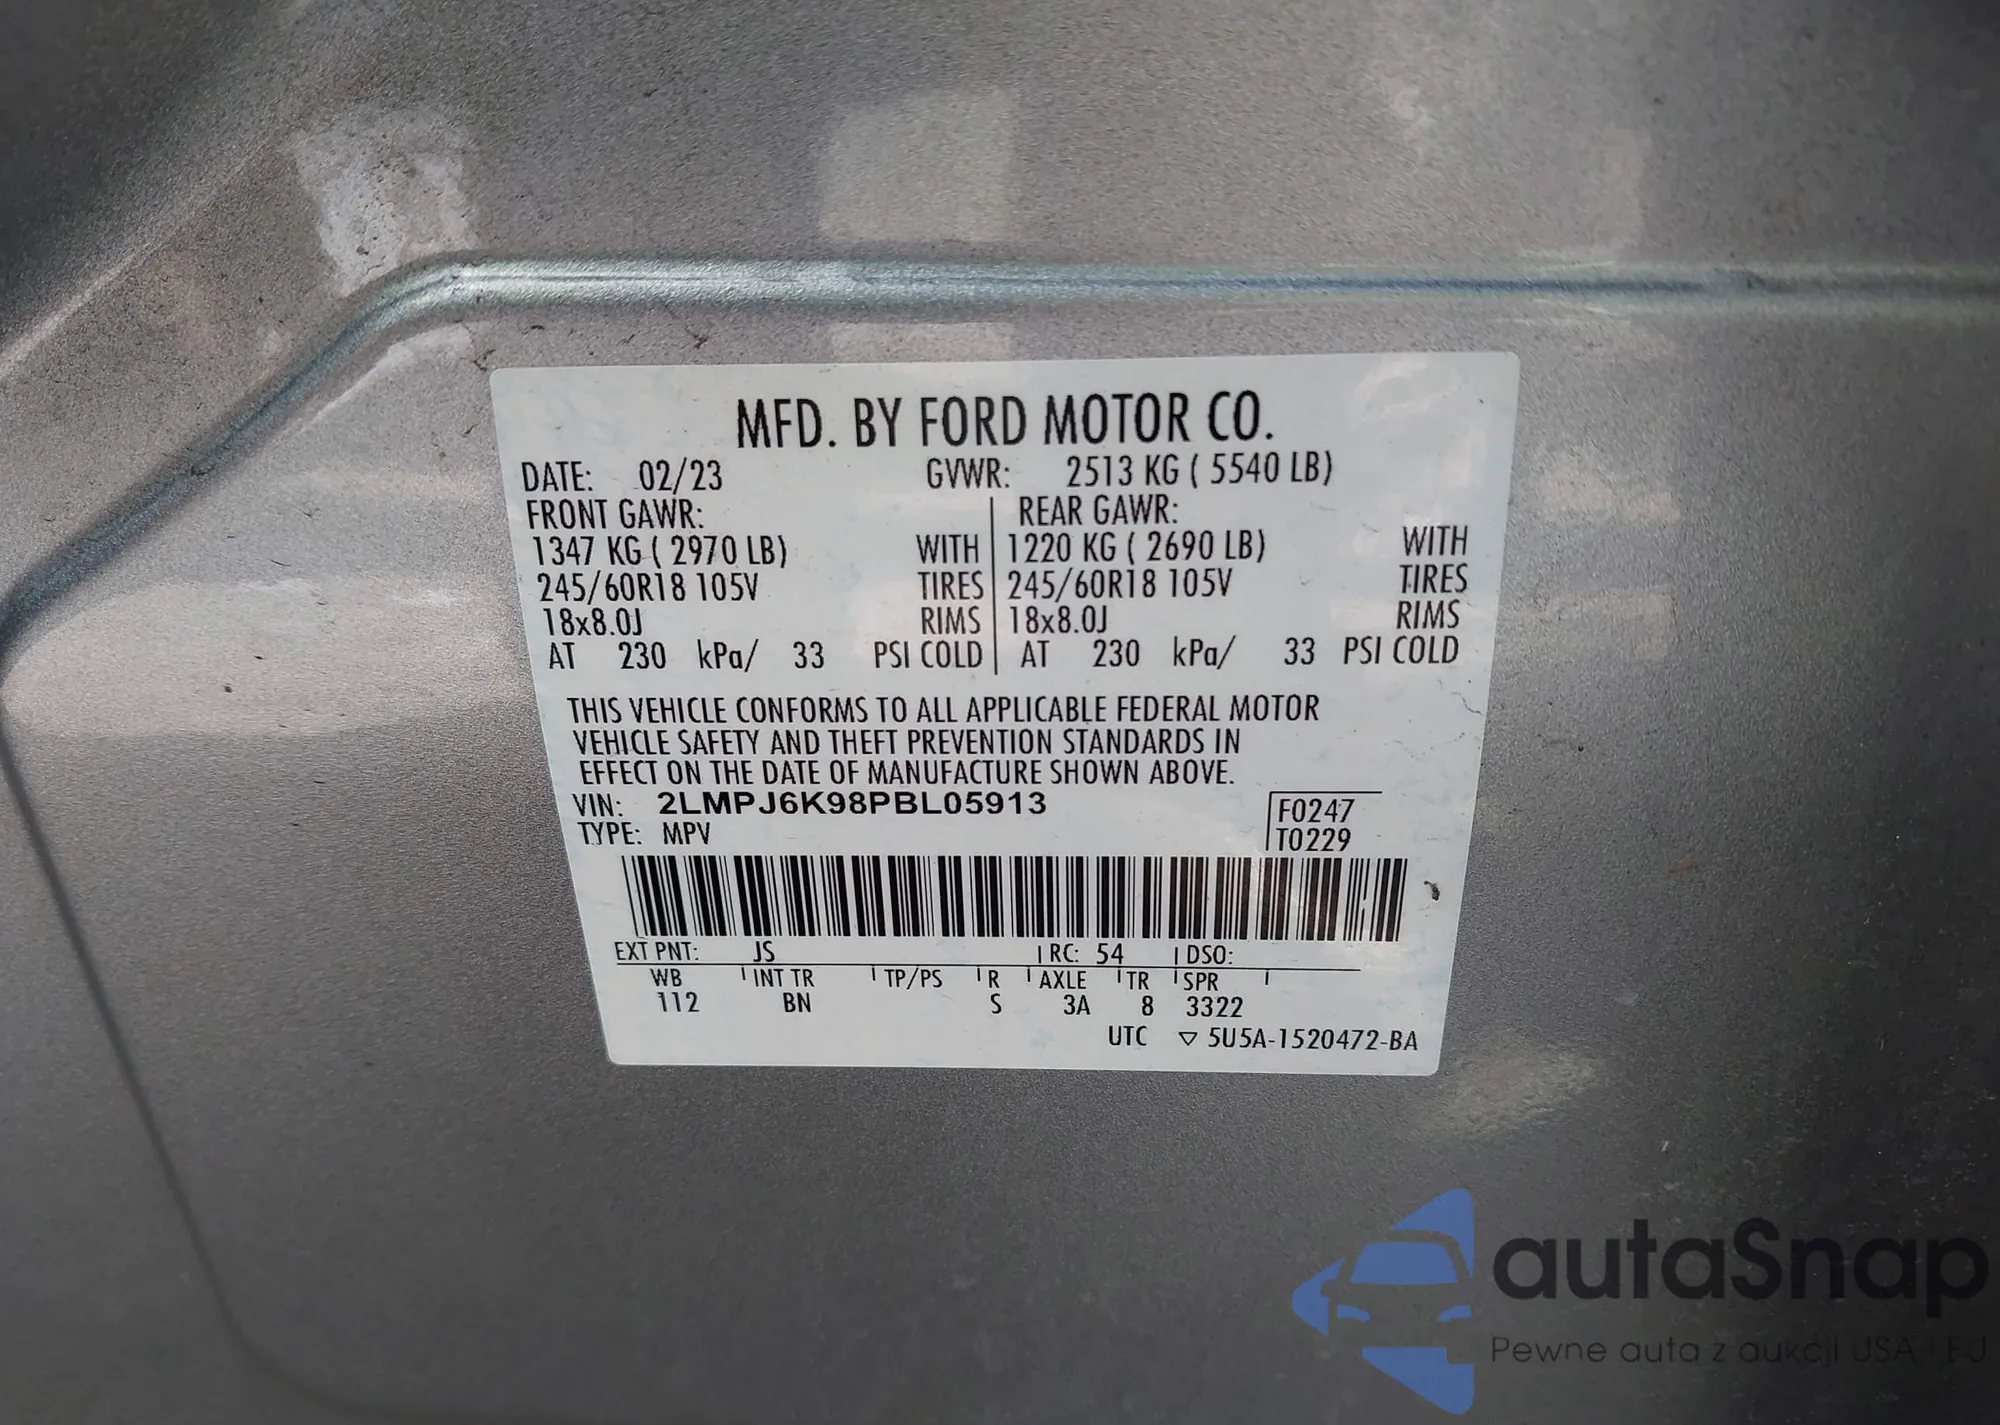 MFD. BY FORD MOTOR CO.
DATE: 02/23 GVWR: 2513 KG ( 5540 LB)
FRONT GAWR: REAR GAWR:
1347 KG ( 2970 LB) WITH 1220 KG ( 2690 LB) WITH
245/60R18 105V TIRES 245/60R18 105V TIRES
18x8.0J RIMS 18x8.0J RIMS
AT 230 kPa/ 33 PSI COLD AT 230 kPa/ 33 PSI COLD
THIS VEHICLE CONFORMS TO ALL APPLICABLE FEDERAL MOTOR
VEHICLE SAFETY AND THEFT PREVENTION STANDARDS IN
EFFECT ON THE DATE OF MANUFACTURE SHOWN ABOVE.
VIN: 2LMPJ6K98PBL05913 F0247
TYPE: MPV T0229
EXT PNT: JS RC: 54 DSO:
WB INT TR TP/PS R AXLE TR SPR
112 BN S 3A 8 3322
UTC ▽ 5U5A-1520472-BA
autaSnap
Pewne auta z aukcji USA i EJ